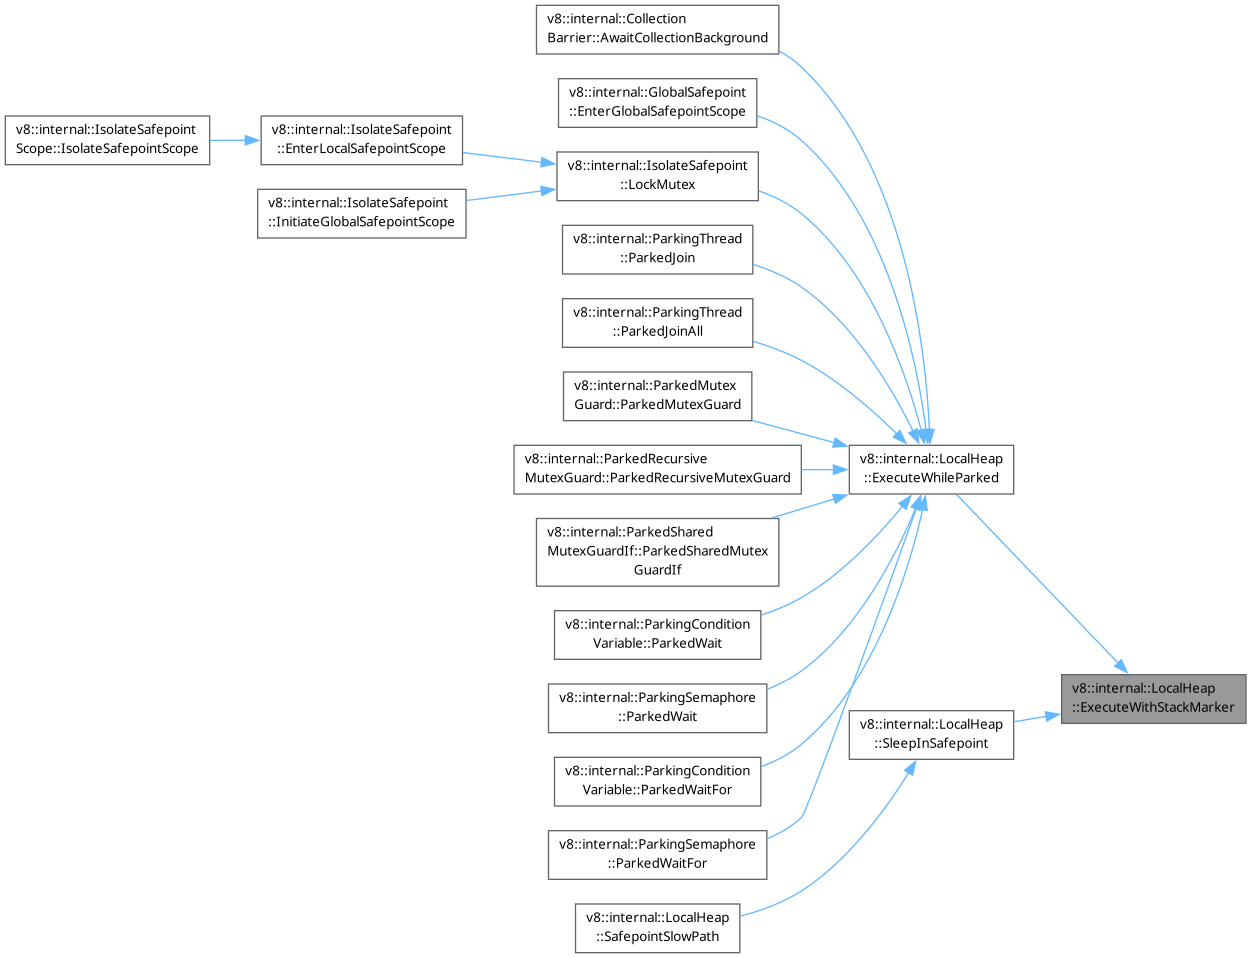 v8::internal::Collection
Barrier::AwaitCollectionBackground
v8::internal::GlobalSafepoint
::EnterGlobalSafepointScope
v8::internal::IsolateSafepoint
Scope::IsolateSafepointScope
v8::internal::IsolateSafepoint
::EnterLocalSafepointScope
v8::internal::IsolateSafepoint
::LockMutex
v8::internal::IsolateSafepoint
::InitiateGlobalSafepointScope
v8::internal::ParkingThread
::ParkedJoin
v8::internal::ParkingThread
::ParkedJoinAll
v8::internal::ParkedMutex
Guard::ParkedMutexGuard
v8::internal::ParkedRecursive
MutexGuard::ParkedRecursiveMutexGuard
v8::internal::LocalHeap
::ExecuteWhileParked
v8::internal::ParkedShared
MutexGuardIf::ParkedSharedMutex
GuardIf
v8::internal::ParkingCondition
Variable::ParkedWait
v8::internal::ParkingSemaphore
::ParkedWait
v8::internal::LocalHeap
::ExecuteWithStackMarker
v8::internal::LocalHeap
::SleepInSafepoint
v8::internal::ParkingCondition
Variable::ParkedWaitFor
v8::internal::ParkingSemaphore
::ParkedWaitFor
v8::internal::LocalHeap
::SafepointSlowPath